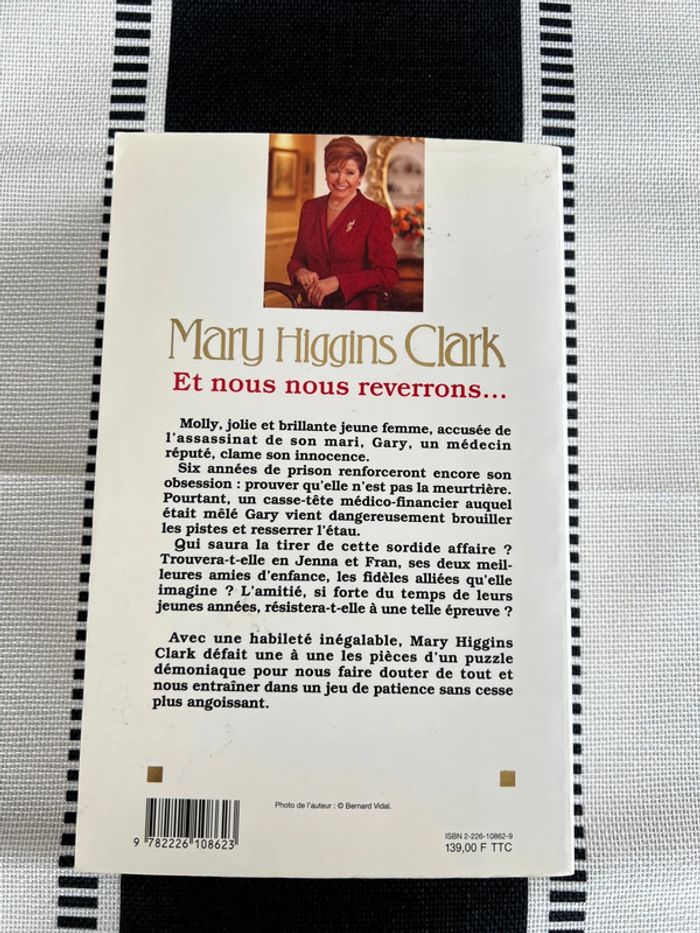 Mary Higgins Clark
Et nous nous reverrons...
Molly, jolie et brillante jeune femme, accusée de
l'assassinat de son mari, Gary, un médecin
réputé, clame son innocence.
Six années de prison renforceront encore son
obsession : prouver qu'elle n'est pas la meurtrière.
Pourtant, un casse-tête médico-financier auquel
était mêlé Gary vient dangereusement brouiller
les pistes et resserrer l'étau.
Qui saura la tirer de cette sordide affaire ?
Trouvera-t-elle en Jenna et Fran, ses deux meil-
leures amies d'enfance, les fidèles alliées qu'elle
imagine ? L'amitié, si forte du temps de leurs
jeunes années, résistera-t-elle à une telle épreuve ?
Avec une habileté inégalable, Mary Higgins
Clark défait une à une les pièces d'un puzzle
démoniaque pour nous faire douter de tout et
nous entraîner dans un jeu de patience sans cesse
plus angoissant.
Photo de l'auteur : © Bernard Vidal.
9 782226 108623
ISBN 2-226-10862-9
139,00 F TTC